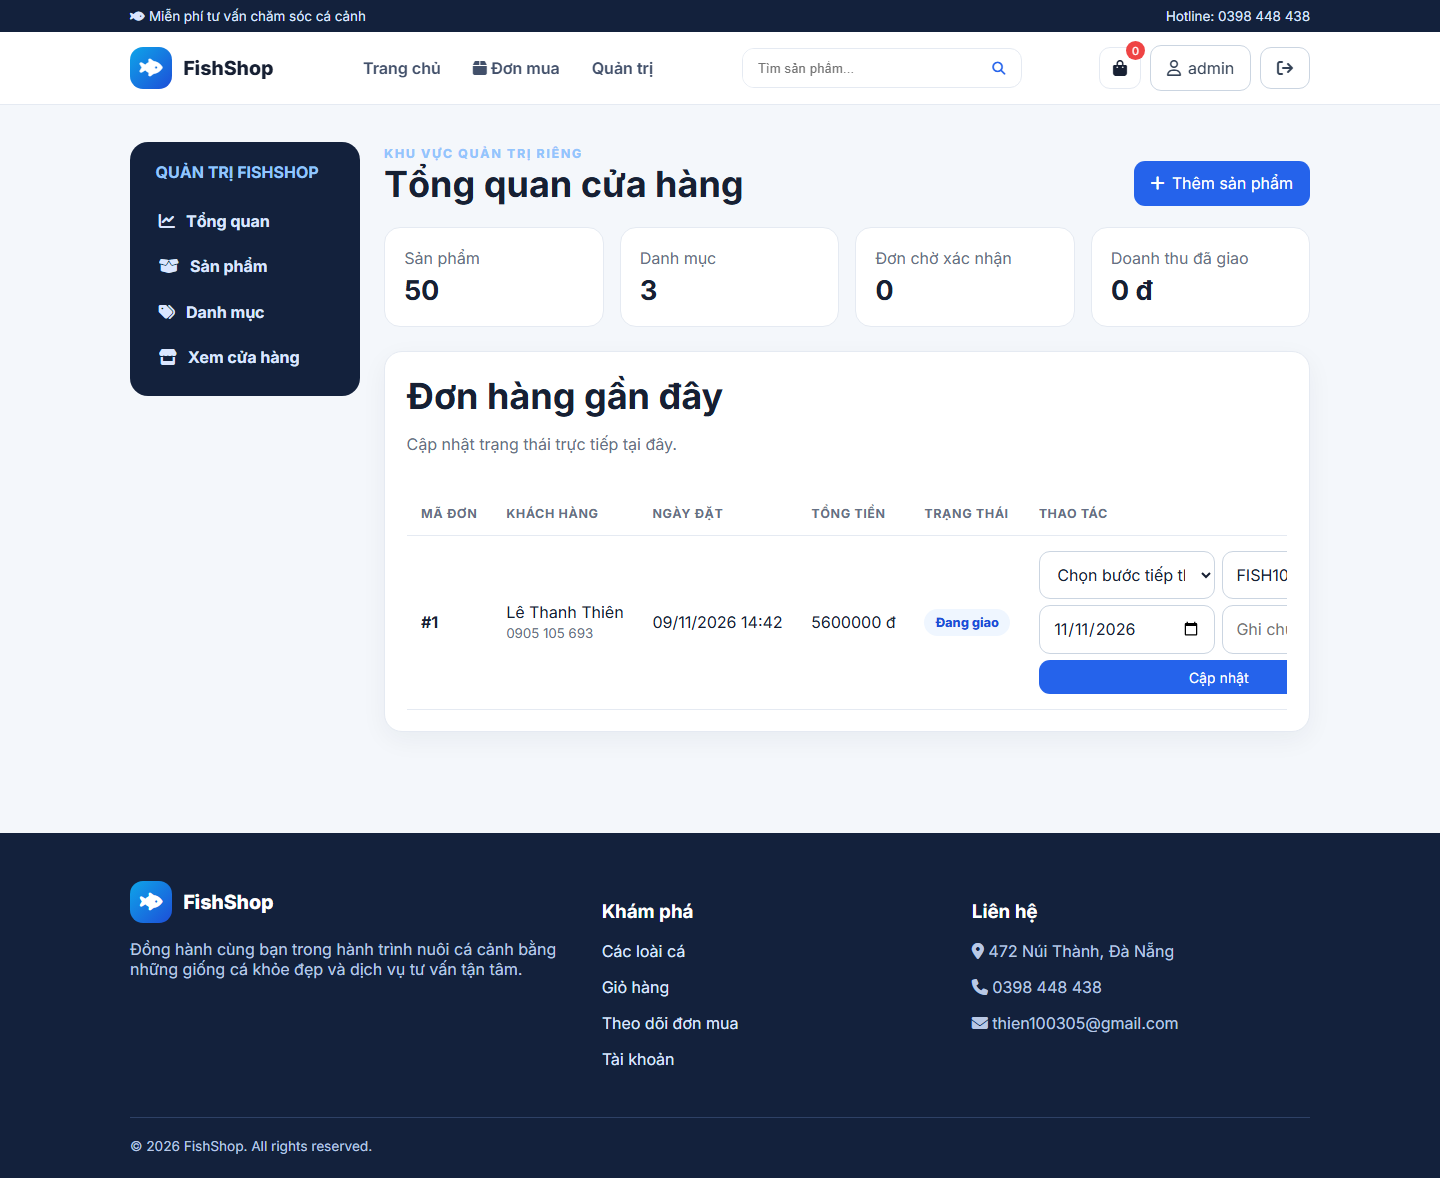 Miễn phí tư vấn chăm sóc cá cảnh
Hotline: 0398 448 438
FishShop
Trang chủ
Đơn mua
Quản trị
Tìm sản phẩm...
0
admin
QUẢN TRỊ FISHSHOP
Tổng quan
Sản phẩm
Danh mục
Xem cửa hàng
KHU VỰC QUẢN TRỊ RIÊNG
Tổng quan cửa hàng
Thêm sản phẩm
Sản phẩm
50
Danh mục
3
Đơn chờ xác nhận
0
Doanh thu đã giao
0 đ
Đơn hàng gần đây
Cập nhật trạng thái trực tiếp tại đây.
MÃ ĐƠN KHÁCH HÀNG NGÀY ĐẶT TỔNG TIỀN TRẠNG THÁI THAO TÁC
#1
Lê Thanh Thiên
0905 105 693
09/11/2026 14:42
5600000 đ
Đang giao
Chọn bước tiếp
FISH10
11/11/2026
Ghi
Cập nhật
FishShop
Đồng hành cùng bạn trong hành trình nuôi cá cảnh bằng
những giống cá khỏe đẹp và dịch vụ tư vấn tận tâm.
Khám phá
Các loài cá
Giỏ hàng
Theo dõi đơn mua
Tài khoản
Liên hệ
472 Núi Thành, Đà Nẵng
0398 448 438
thien100305@gmail.com
© 2026 FishShop. All rights reserved.